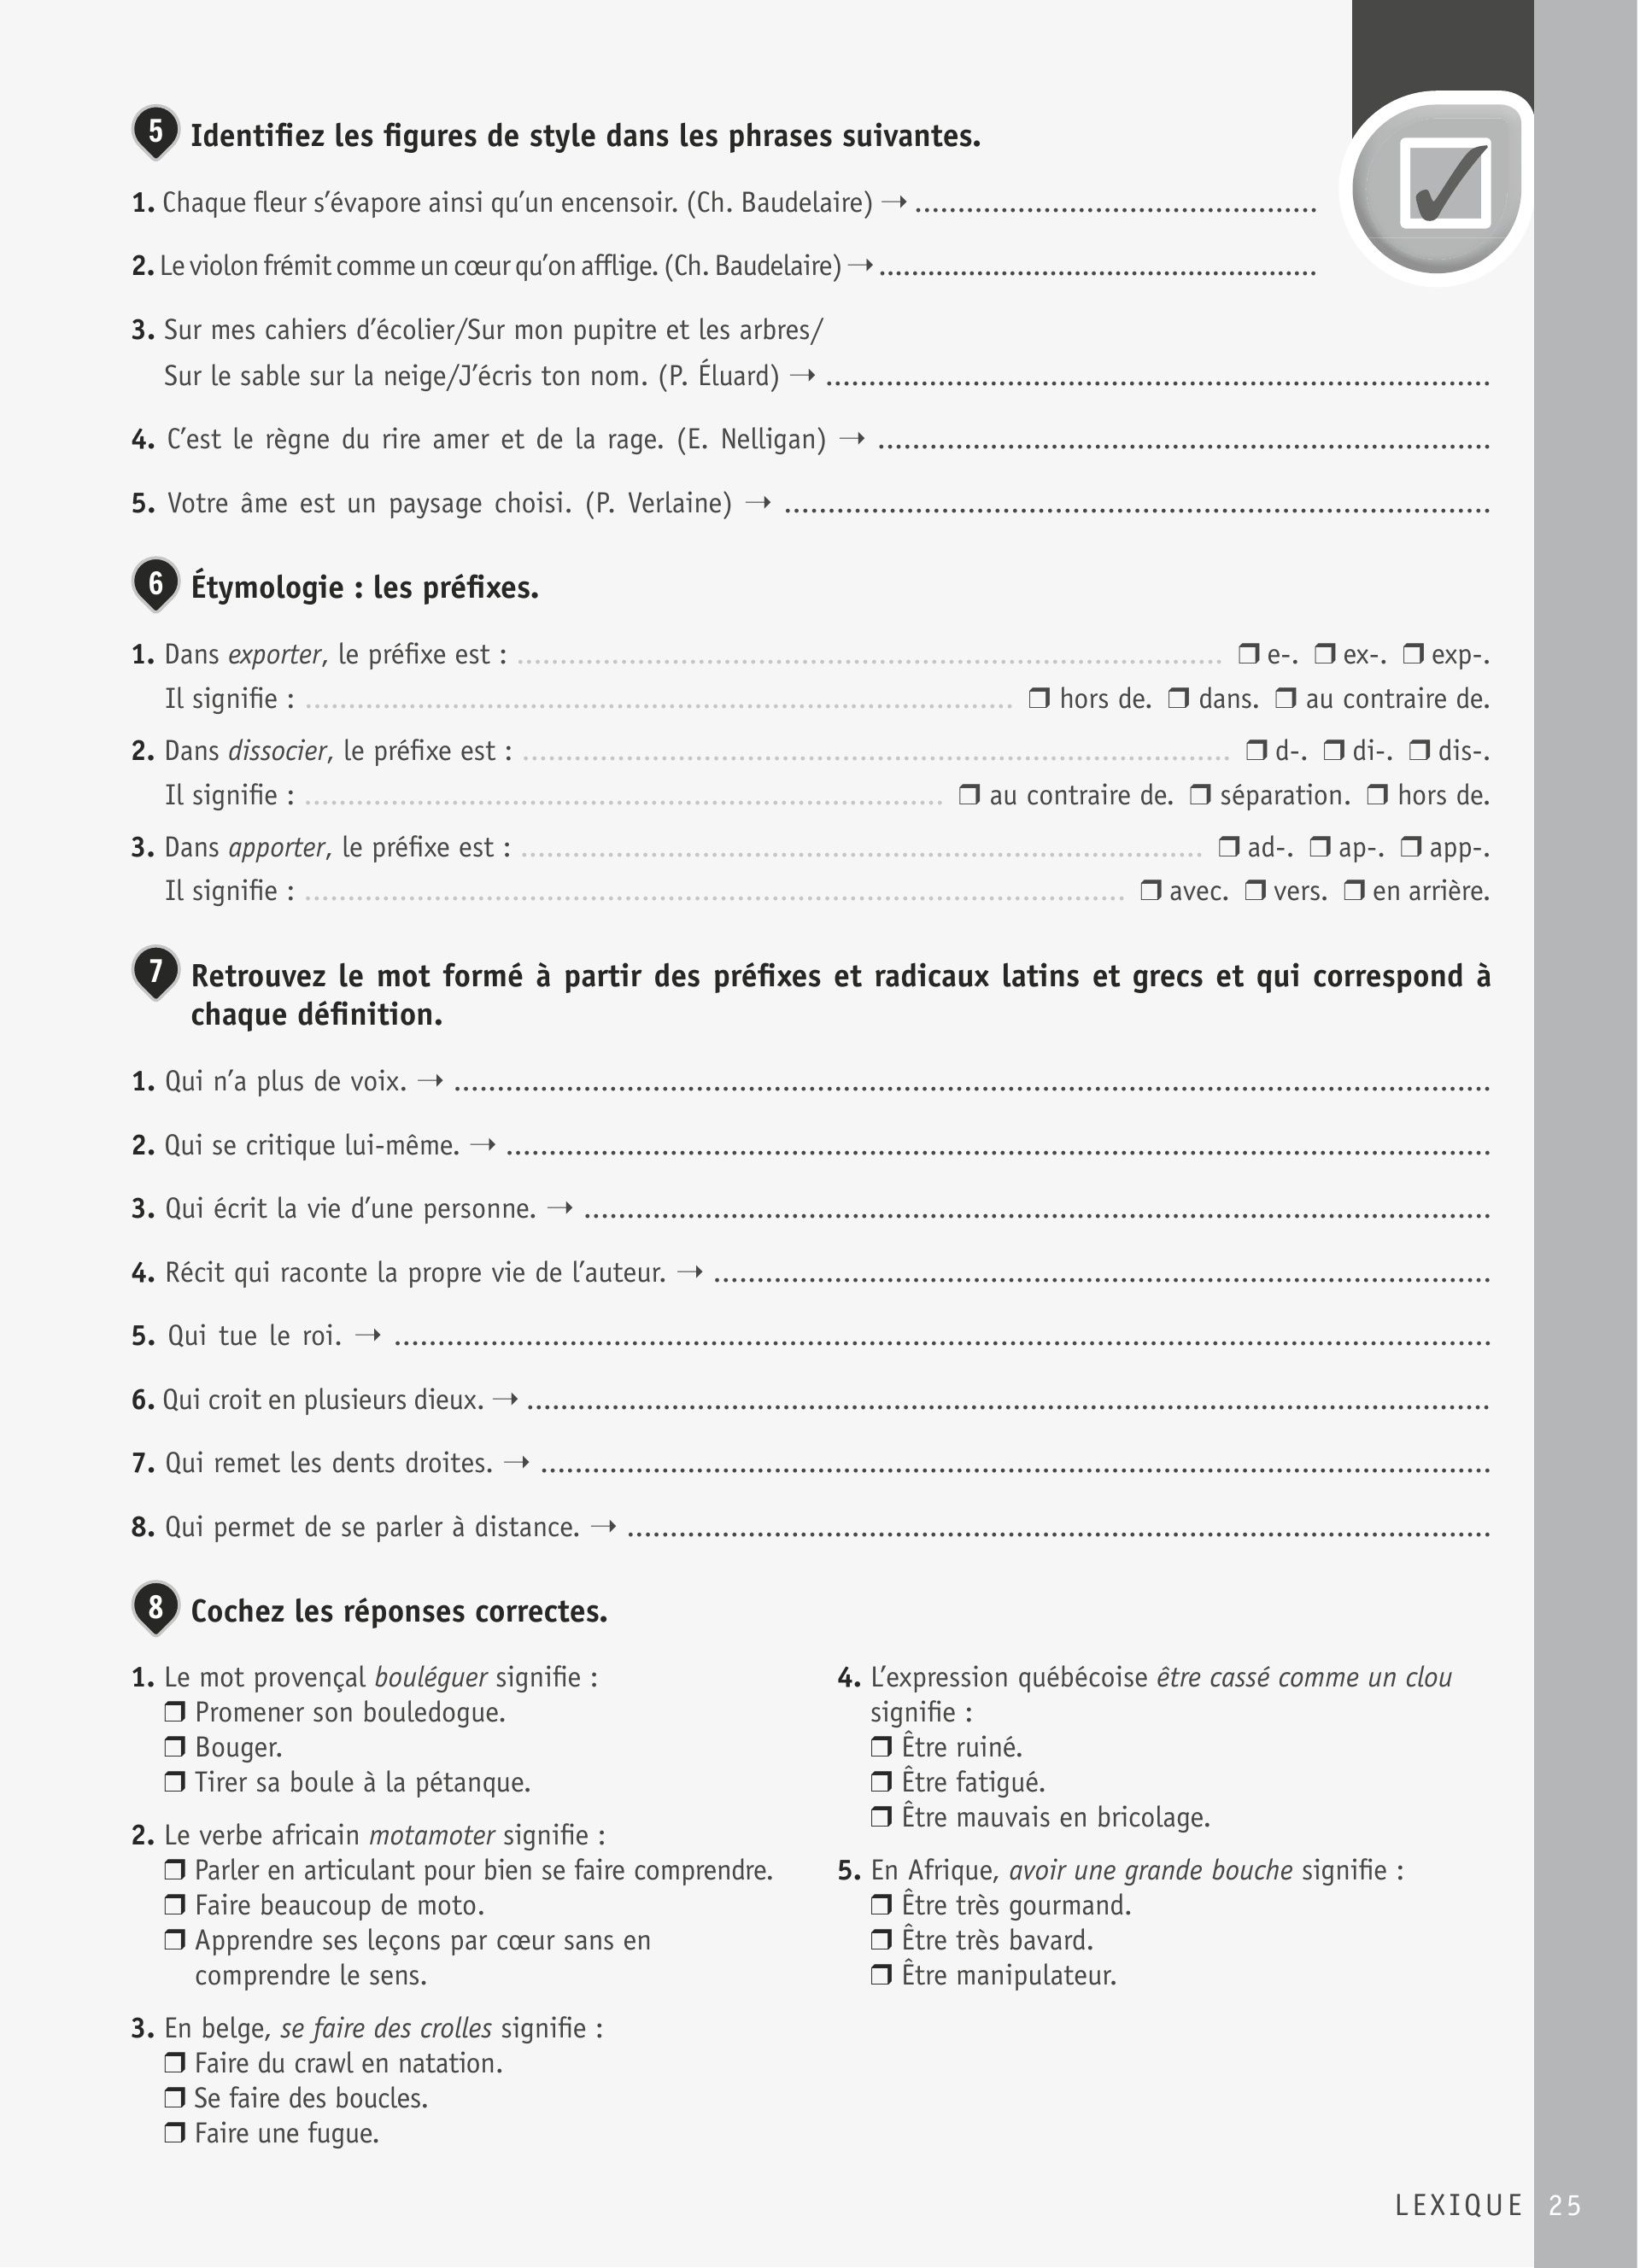 5 Identifiez les figures de style dans les phrases suivantes.
1. Chaque fleur s’évapore ainsi qu’un encensoir. (Ch. Baudelaire) → ..............................................
2. Le violon frémit comme un cœur qu’on afflige. (Ch. Baudelaire) → ..................................................
3. Sur mes cahiers d’écolier/Sur mon pupitre et les arbres/
Sur le sable sur la neige/J’écris ton nom. (P. Éluard) → ............................................................................
4. C’est le règne du rire amer et de la rage. (E. Nelligan) → ......................................................................
5. Votre âme est un paysage choisi. (P. Verlaine) → .................................................................................
6 Étymologie : les préfixes.
1. Dans exporter, le préfixe est : ................................................................................. ❒ e-. ❒ ex-. ❒ exp-.
Il signifie : ................................................................................. ❒ hors de. ❒ dans. ❒ au contraire de.
2. Dans dissocier, le préfixe est : ................................................................................. ❒ d-. ❒ di-. ❒ dis-.
Il signifie : ......................................................................... ❒ au contraire de. ❒ séparation. ❒ hors de.
3. Dans apporter, le préfixe est : .............................................................................. ❒ ad-. ❒ ap-. ❒ app-.
Il signifie : .............................................................................................. ❒ avec. ❒ vers. ❒ en arrière.
7 Retrouvez le mot formé à partir des préfixes et radicaux latins et grecs et qui correspond à
chaque définition.
1. Qui n’a plus de voix. → .......................................................................................................................
2. Qui se critique lui-même. → .................................................................................................................
3. Qui écrit la vie d’une personne. → ........................................................................................................
4. Récit qui raconte la propre vie de l’auteur. → .........................................................................................
5. Qui tue le roi. → ..............................................................................................................................
6. Qui croit en plusieurs dieux. → ..............................................................................................................
7. Qui remet les dents droites. → .............................................................................................................
8. Qui permet de se parler à distance. → ...................................................................................................
8 Cochez les réponses correctes.
1. Le mot provençal bouléguer signifie :
❒ Promener son bouledogue.
❒ Bouger.
❒ Tirer sa boule à la pétanque.
2. Le verbe africain motamoter signifie :
❒ Parler en articulant pour bien se faire comprendre.
❒ Faire beaucoup de moto.
❒ Apprendre ses leçons par cœur sans en
comprendre le sens.
3. En belge, se faire des crolles signifie :
❒ Faire du crawl en natation.
❒ Se faire des boucles.
❒ Faire une fugue.
4. L’expression québécoise être cassé comme un clou
signifie :
❒ Être ruiné.
❒ Être fatigué.
❒ Être mauvais en bricolage.
5. En Afrique, avoir une grande bouche signifie :
❒ Être très gourmand.
❒ Être très bavard.
❒ Être manipulateur.
LEXIQUE 25